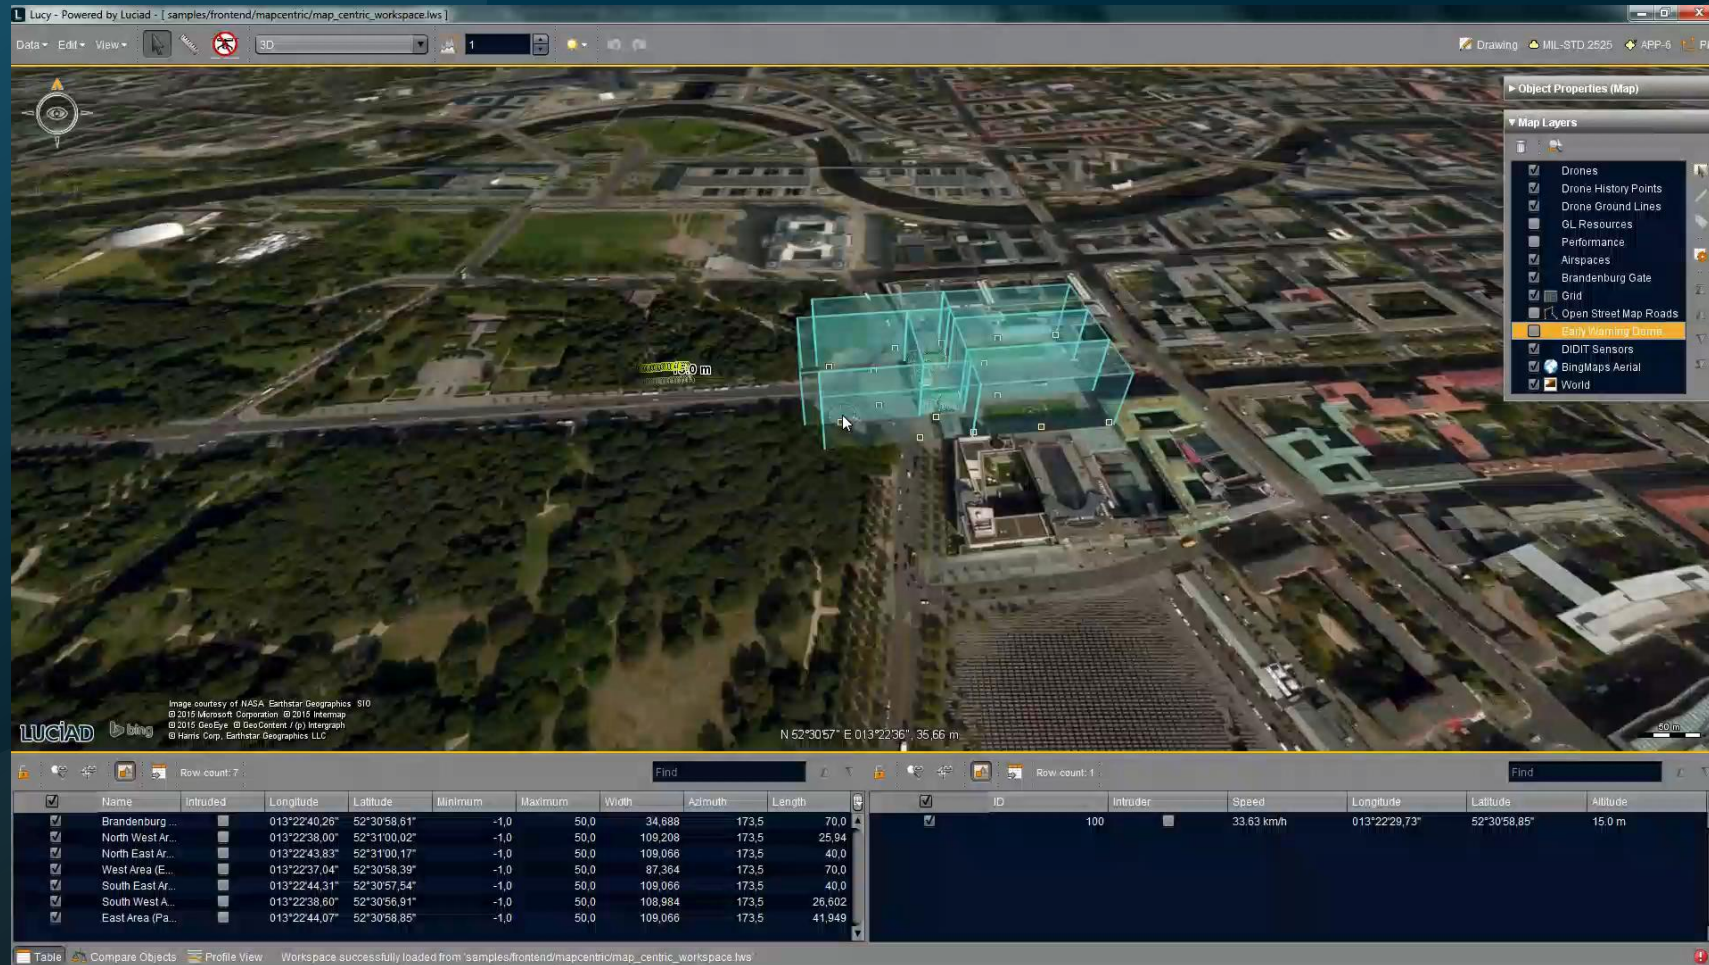 Lucy - Powered by Luciad - [ samples/frontend/mapcentric/map_centric_workspace.lws ]
Data Edit View 3D 1 Drawing MIL-STD 2525 APP-6
Object Properties (Map)
Map Layers
Drones
Drone History Points
Drone Ground Lines
GL Resources
Performance
Airspaces
Brandenburg Gate
Grid
Open Street Map Roads
Early Warning Dome
DIDIT Sensors
BingMaps Aerial
World
Image courtesy of NASA Earthstar Geographics SIO
© 2015 Microsoft Corporation © 2015 Intermap
© 2015 GeoEye © GeoContent / (p) Intergraph
© Harris Corp, Earthstar Geographics LLC
LUCIAD bing
N 52°30'57" E 013°22'36", 35,66 m
50 m
Row count: 7 Find
Name Intruded Longitude Latitude Minimum Maximum Width Azimuth Length
Brandenburg ... 013°22'40,26" 52°30'58,61" -1,0 50,0 34,688 173,5 70,0
North West Ar... 013°22'38,00" 52°31'00,02" -1,0 50,0 109,208 173,5 25,94
North East Ar... 013°22'43,83" 52°31'00,17" -1,0 50,0 109,066 173,5 40,0
West Area (E... 013°22'37,04" 52°30'58,39" -1,0 50,0 87,364 173,5 70,0
South East Ar... 013°22'44,31" 52°30'57,54" -1,0 50,0 109,066 173,5 40,0
South West A... 013°22'38,60" 52°30'56,91" -1,0 50,0 108,984 173,5 26,602
East Area (Pa... 013°22'44,07" 52°30'58,85" -1,0 50,0 109,066 173,5 41,949
Row count: 1 Find
ID Intruder Speed Longitude Latitude Altitude
100 33.63 km/h 013°22'29,73" 52°30'58,85" 15.0 m
Table Compare Objects Profile View Workspace successfully loaded from 'samples/frontend/mapcentric/map_centric_workspace.lws'